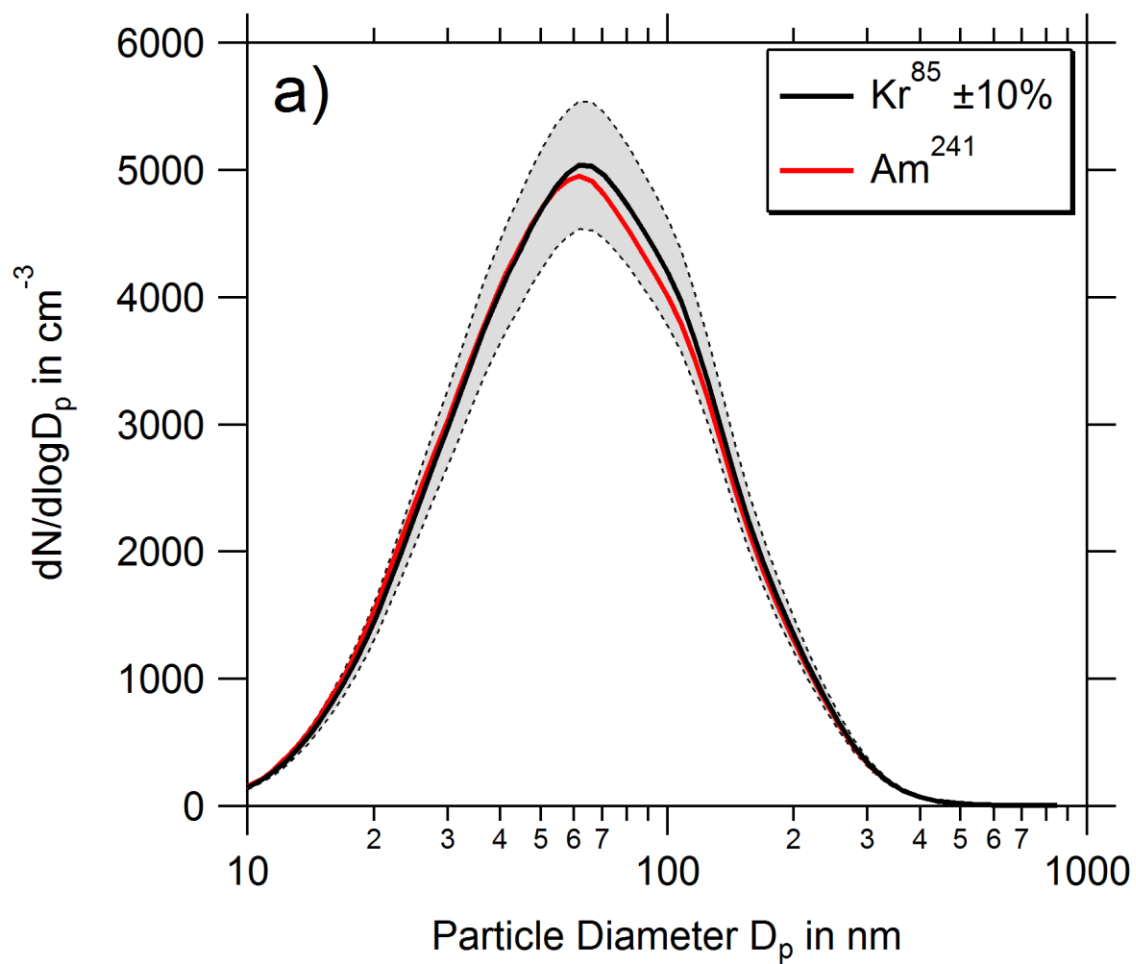 6000
5000
4000
3000
2000
1000
0
dN/dlogDp in cm-3
a)
Kr85 ±10%
Am241
2 3 4 5 6 7 2 3 4 5 6 7
10 100 1000
Particle Diameter Dp in nm